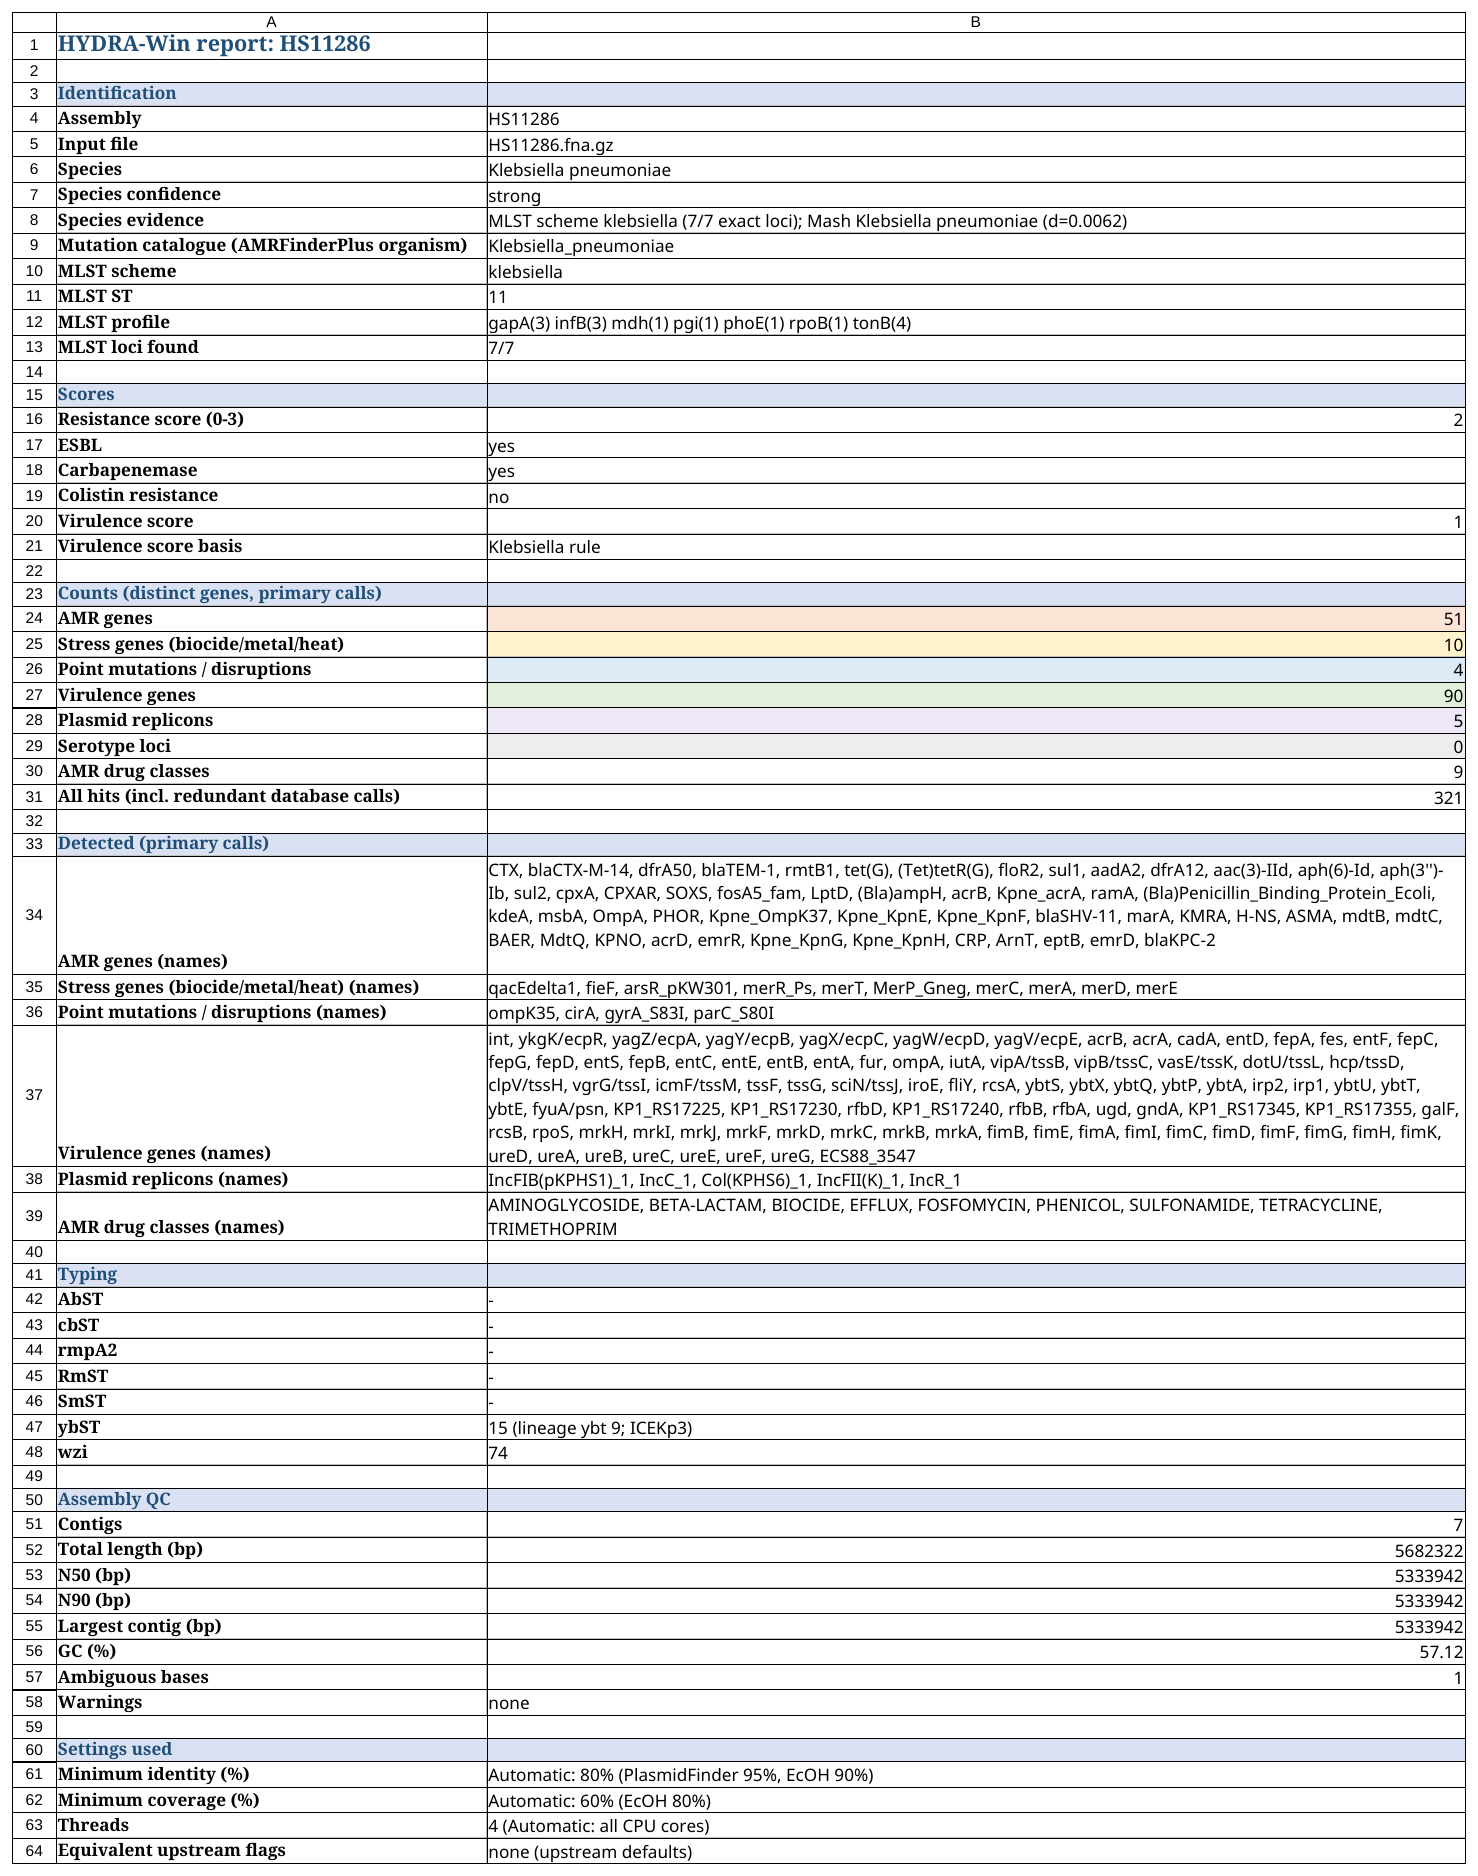 A B
1 HYDRA-Win report: HS11286
2
3 Identification
4 Assembly HS11286
5 Input file HS11286.fna.gz
6 Species Klebsiella pneumoniae
7 Species confidence strong
8 Species evidence MLST scheme klebsiella (7/7 exact loci); Mash Klebsiella pneumoniae (d=0.0062)
9 Mutation catalogue (AMRFinderPlus organism) Klebsiella_pneumoniae
10 MLST scheme klebsiella
11 MLST ST 11
12 MLST profile gapA(3) infB(3) mdh(1) pgi(1) phoE(1) rpoB(1) tonB(4)
13 MLST loci found 7/7
14
15 Scores
16 Resistance score (0-3) 2
17 ESBL yes
18 Carbapenemase yes
19 Colistin resistance no
20 Virulence score 1
21 Virulence score basis Klebsiella rule
22
23 Counts (distinct genes, primary calls)
24 AMR genes 51
25 Stress genes (biocide/metal/heat) 10
26 Point mutations / disruptions 4
27 Virulence genes 90
28 Plasmid replicons 5
29 Serotype loci 0
30 AMR drug classes 9
31 All hits (incl. redundant database calls) 321
32
33 Detected (primary calls)
CTX, blaCTX-M-14, dfrA50, blaTEM-1, rmtB1, tet(G), (Tet)tetR(G), floR2, sul1, aadA2, dfrA12, aac(3)-IId, aph(6)-Id, aph(3'')-
Ib, sul2, cpxA, CPXAR, SOXS, fosA5_fam, LptD, (Bla)ampH, acrB, Kpne_acrA, ramA, (Bla)Penicillin_Binding_Protein_Ecoli,
34 kdeA, msbA, OmpA, PHOR, Kpne_OmpK37, Kpne_KpnE, Kpne_KpnF, blaSHV-11, marA, KMRA, H-NS, ASMA, mdtB, mdtC,
BAER, MdtQ, KPNO, acrD, emrR, Kpne_KpnG, Kpne_KpnH, CRP, ArnT, eptB, emrD, blaKPC-2
AMR genes (names)
35 Stress genes (biocide/metal/heat) (names) qacEdelta1, fieF, arsR_pKW301, merR_Ps, merT, MerP_Gneg, merC, merA, merD, merE
36 Point mutations / disruptions (names) ompK35, cirA, gyrA_S83I, parC_S80I
int, ykgK/ecpR, yagZ/ecpA, yagY/ecpB, yagX/ecpC, yagW/ecpD, yagV/ecpE, acrB, acrA, cadA, entD, fepA, fes, entF, fepC,
fepG, fepD, entS, fepB, entC, entE, entB, entA, fur, ompA, iutA, vipA/tssB, vipB/tssC, vasE/tssK, dotU/tssL, hcp/tssD,
clpV/tssH, vgrG/tssI, icmF/tssM, tssF, tssG, sciN/tssJ, iroE, fliY, rcsA, ybtS, ybtX, ybtQ, ybtP, ybtA, irp2, irp1, ybtU, ybtT,
37 ybtE, fyuA/psn, KP1_RS17225, KP1_RS17230, rfbD, KP1_RS17240, rfbB, rfbA, ugd, gndA, KP1_RS17345, KP1_RS17355, galF,
rcsB, rpoS, mrkH, mrkI, mrkJ, mrkF, mrkD, mrkC, mrkB, mrkA, fimB, fimE, fimA, fimI, fimC, fimD, fimF, fimG, fimH, fimK,
Virulence genes (names) ureD, ureA, ureB, ureC, ureE, ureF, ureG, ECS88_3547
38 Plasmid replicons (names) IncFIB(pKPHS1)_1, IncC_1, Col(KPHS6)_1, IncFII(K)_1, IncR_1
39 AMINOGLYCOSIDE, BETA-LACTAM, BIOCIDE, EFFLUX, FOSFOMYCIN, PHENICOL, SULFONAMIDE, TETRACYCLINE,
AMR drug classes (names) TRIMETHOPRIM
40
41 Typing
42 AbST -
43 cbST -
44 rmpA2 -
45 RmST -
46 SmST -
47 ybST 15 (lineage ybt 9; ICEKp3)
48 wzi 74
49
50 Assembly QC
51 Contigs 7
52 Total length (bp) 5682322
53 N50 (bp) 5333942
54 N90 (bp) 5333942
55 Largest contig (bp) 5333942
56 GC (%) 57.12
57 Ambiguous bases 1
58 Warnings none
59
60 Settings used
61 Minimum identity (%) Automatic: 80% (PlasmidFinder 95%, EcOH 90%)
62 Minimum coverage (%) Automatic: 60% (EcOH 80%)
63 Threads 4 (Automatic: all CPU cores)
64 Equivalent upstream flags none (upstream defaults)